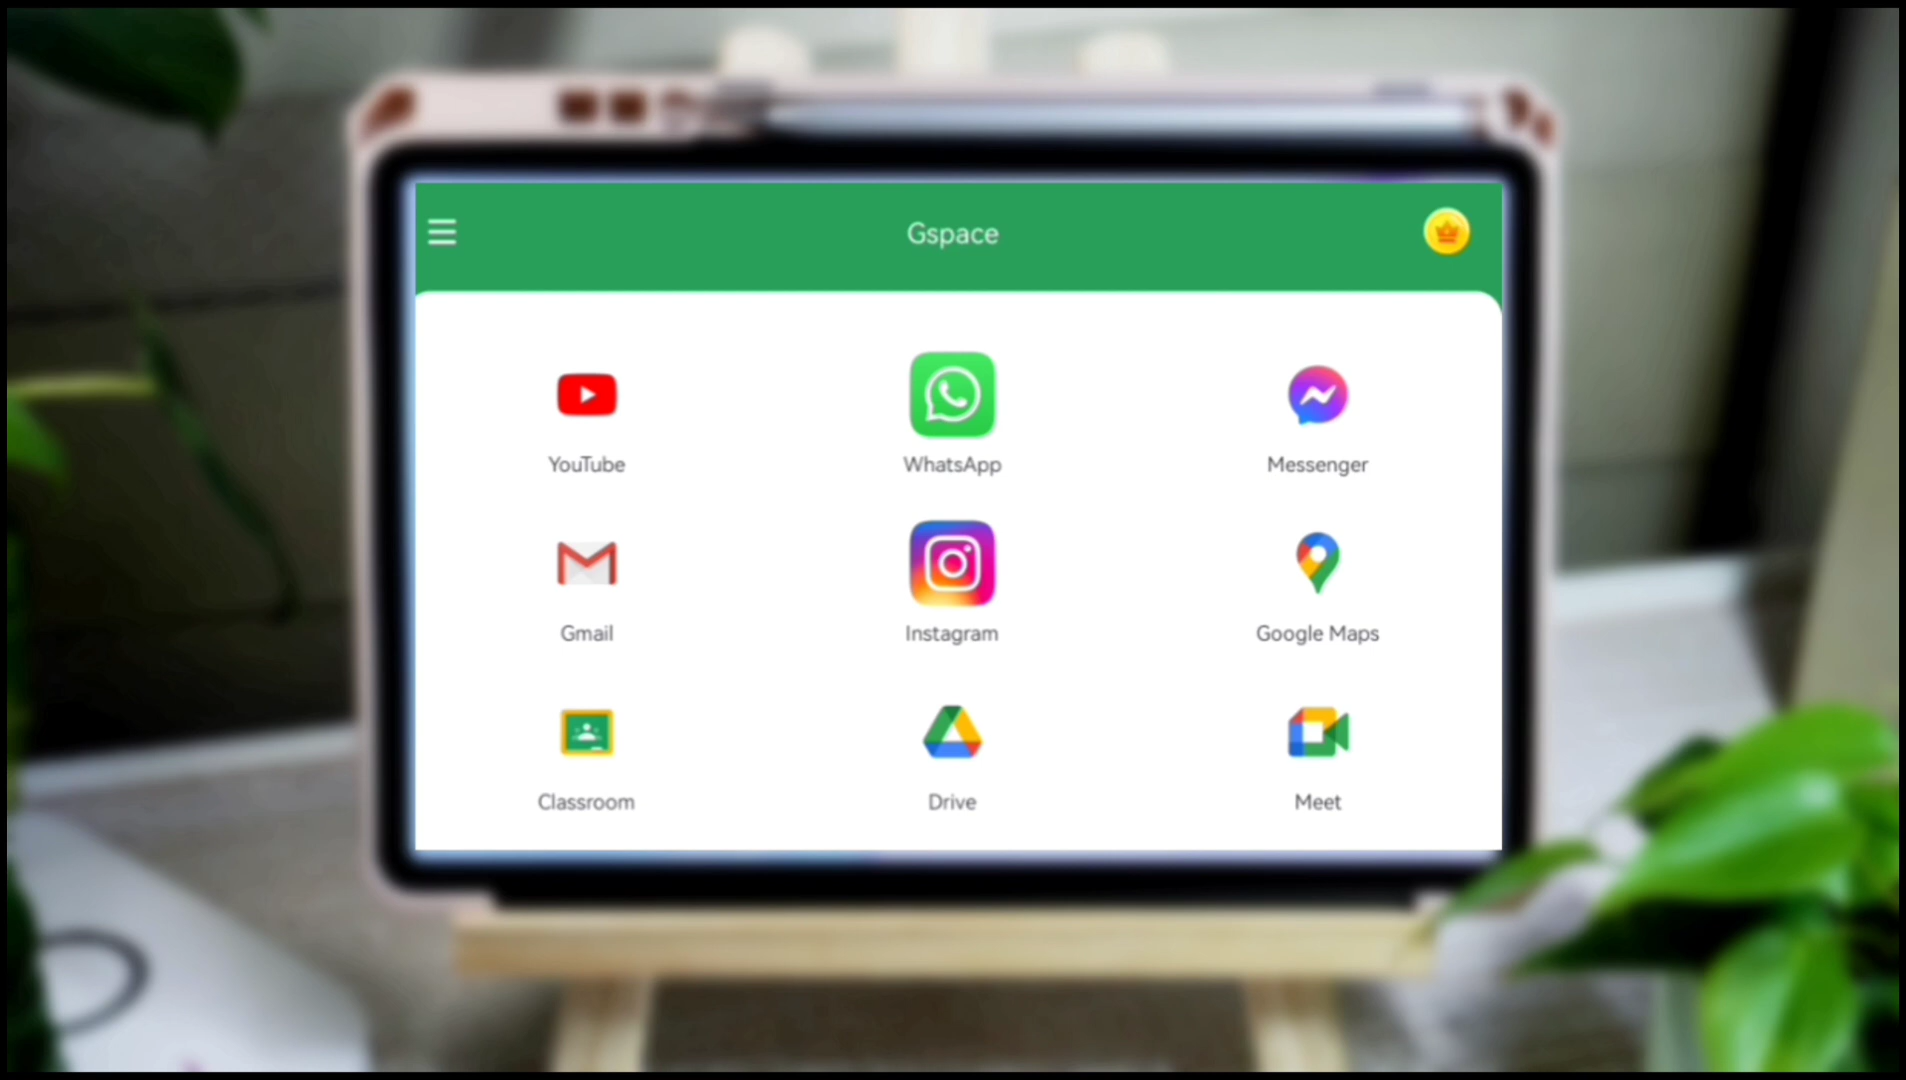 Gspace
YouTube
WhatsApp
Messenger
Gmail
Instagram
Google Maps
Classroom
Drive
Meet